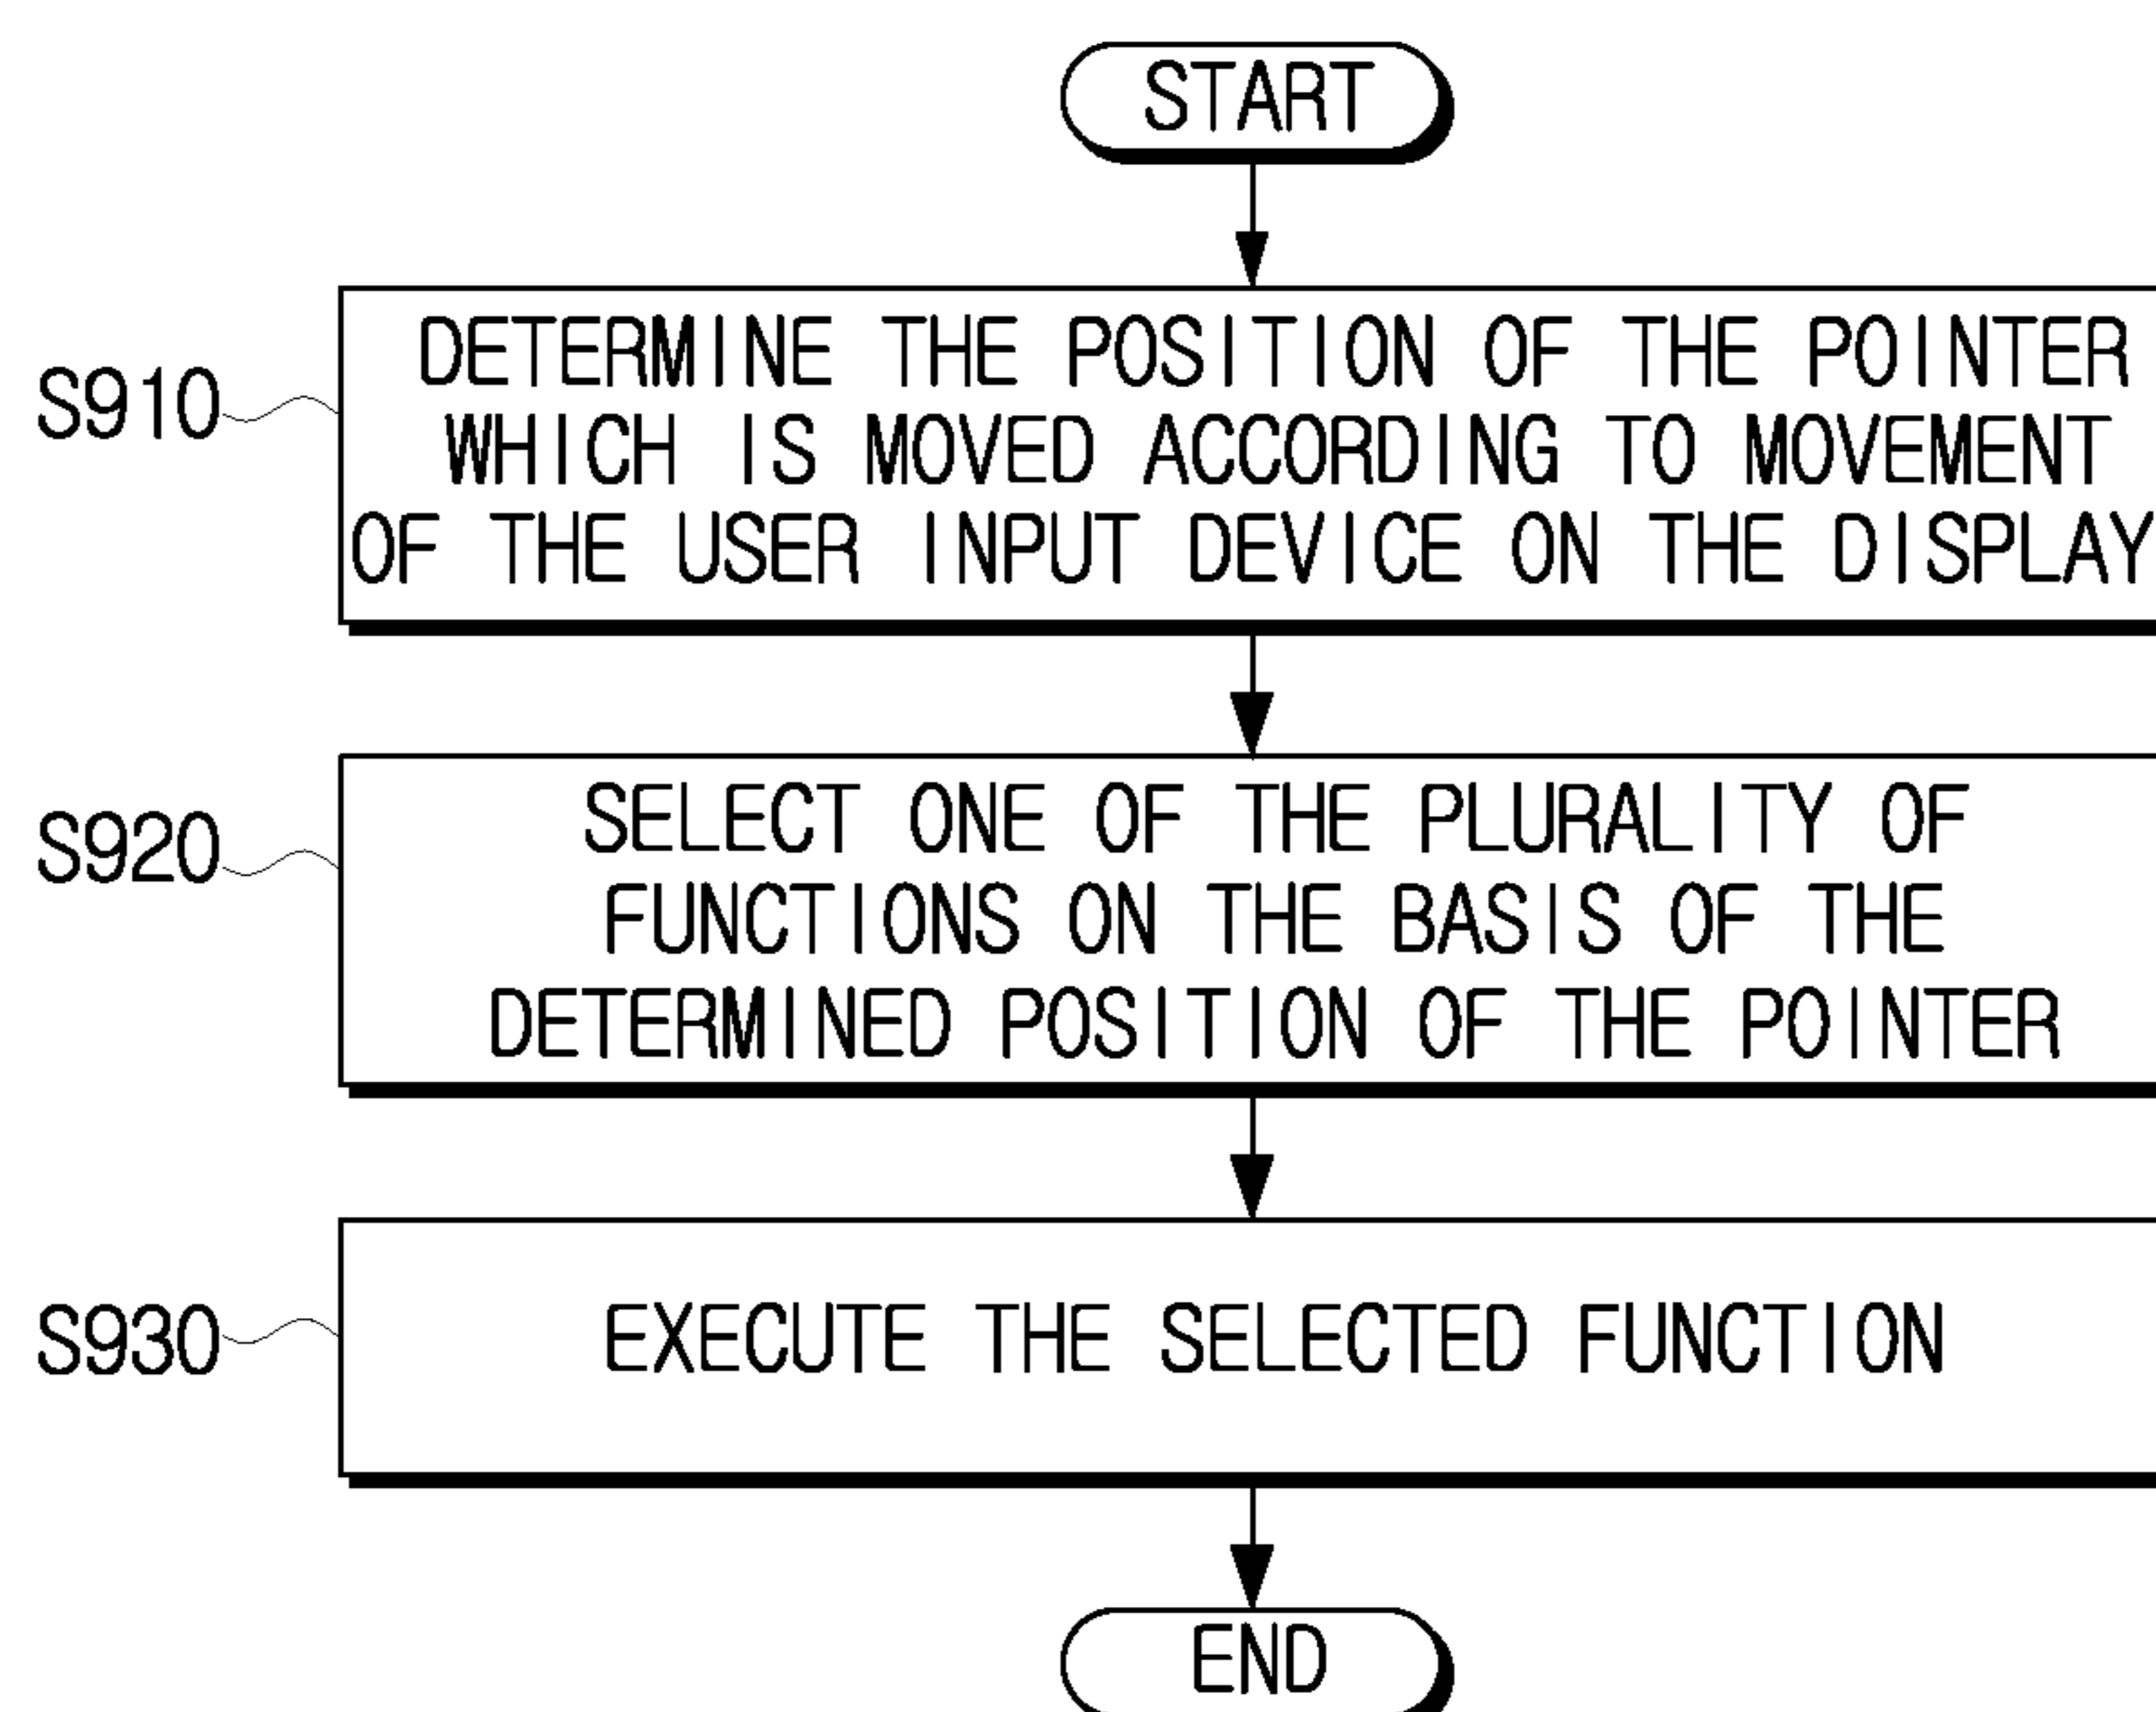 START
S910
DETERMINE THE POSITION OF THE POINTER
WHICH IS MOVED ACCORDING TO MOVEMENT
OF THE USER INPUT DEVICE ON THE DISPLAY
S920
SELECT ONE OF THE PLURALITY OF
FUNCTIONS ON THE BASIS OF THE
DETERMINED POSITION OF THE POINTER
S930
EXECUTE THE SELECTED FUNCTION
END